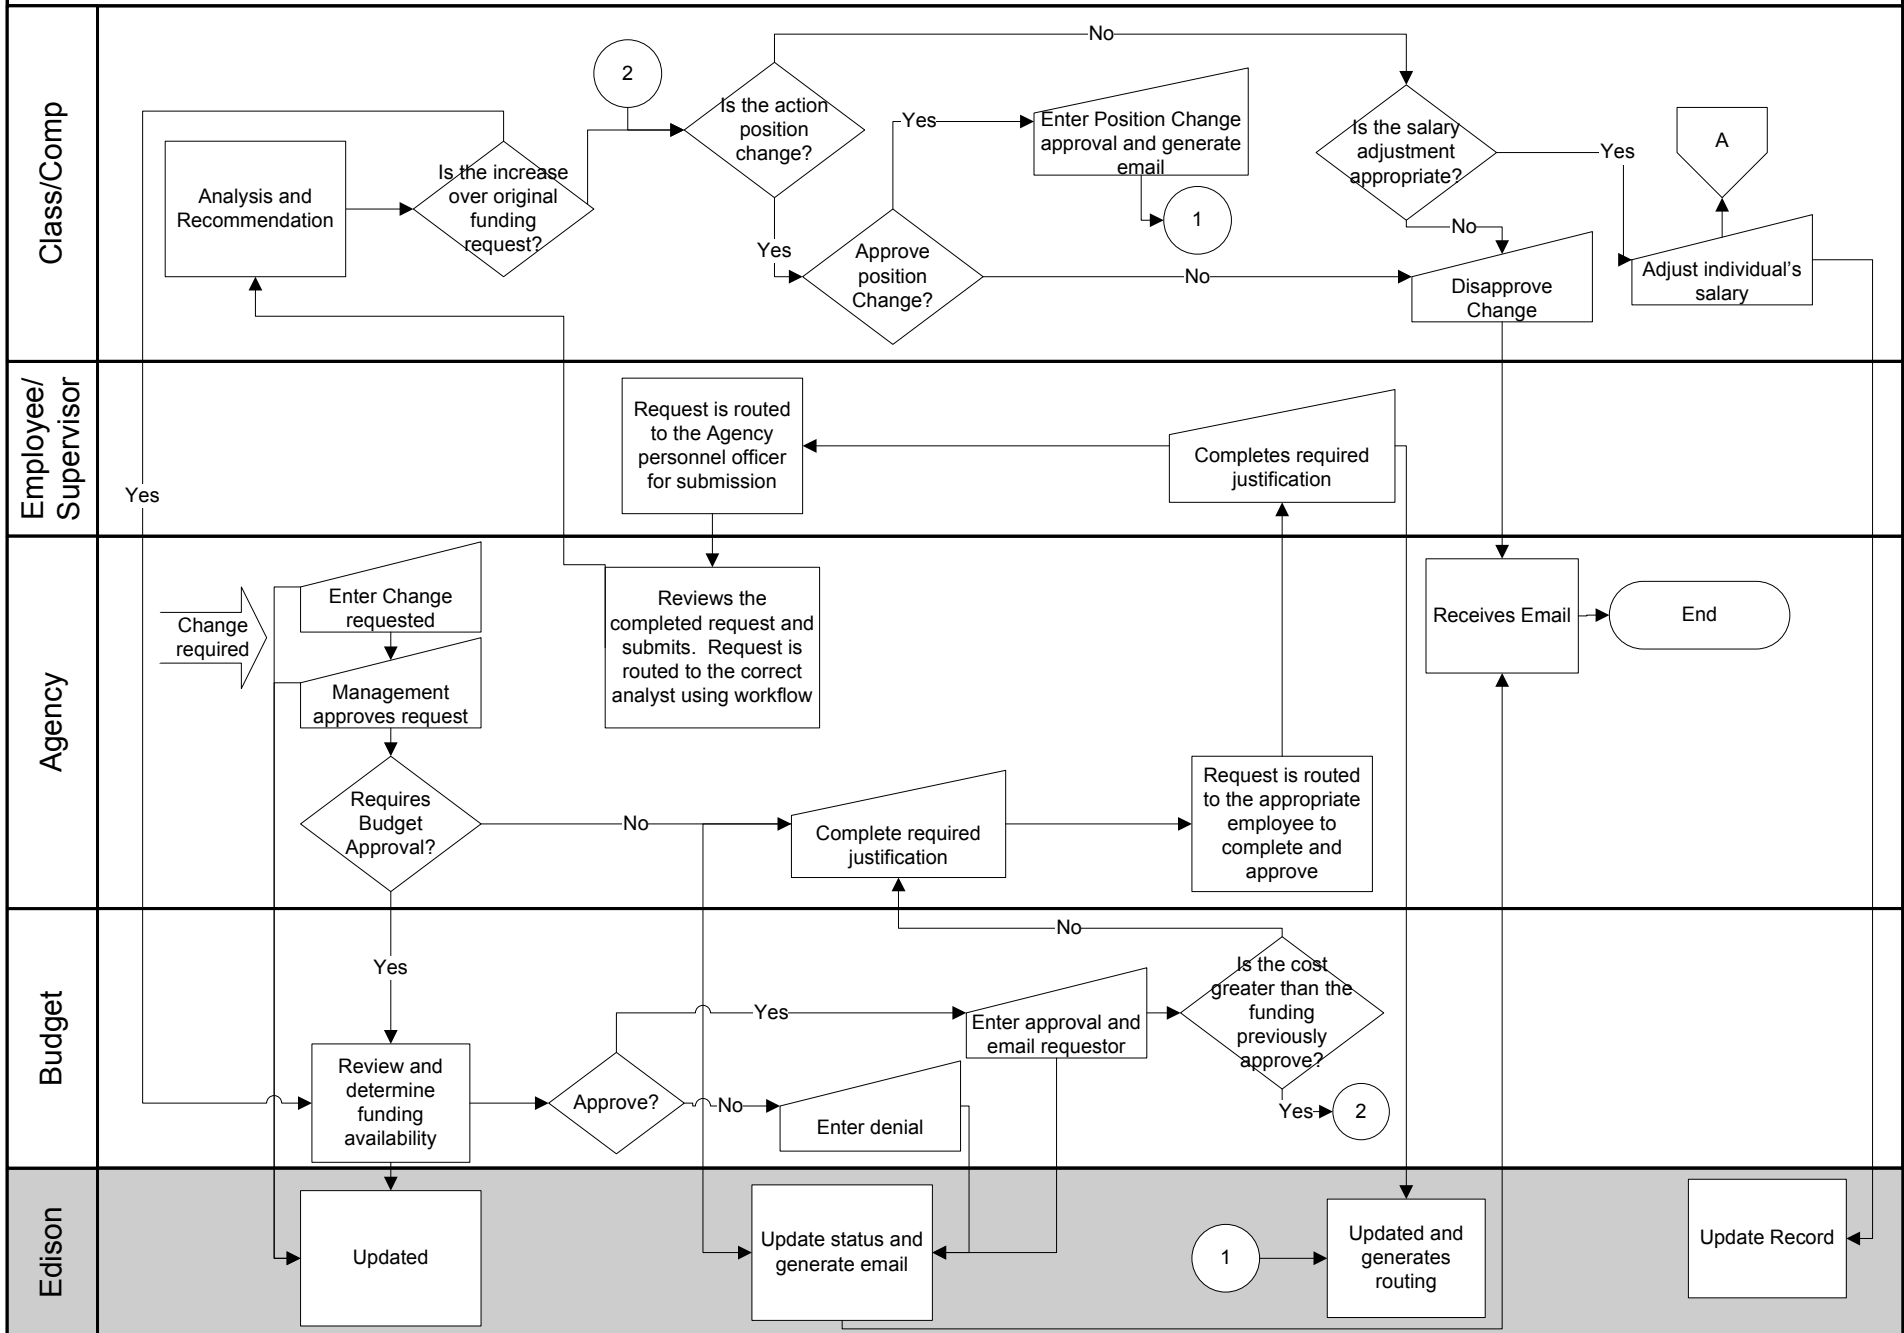 Class/Comp
2
No
Is the action
position
change?
Yes
Enter Position Change
approval and generate
email
Is the salary
adjustment
appropriate?
Yes
A
Analysis and
Recommendation
Is the increase
over original
funding
request?
1
Yes
Approve
position
Change?
No
No
Disapprove
Change
Adjust individual's
salary
Employee/
Supervisor
Yes
Request is routed
to the Agency
personnel officer
for submission
Completes required
justification
Agency
Change
required
Enter Change
requested
Management
approves request
Reviews the
completed request and
submits. Request is
routed to the correct
analyst using workflow
Receives Email
End
Requires
Budget
Approval?
No
Complete required
justification
Request is routed
to the appropriate
employee to
complete and
approve
Budget
Yes
No
Review and
determine
funding
availability
Approve?
Yes
Enter approval and
email requestor
Is the cost
greater than the
funding
previously
approve?
No
Enter denial
Yes
2
Edison
Updated
Update status and
generate email
1
Updated and
generates
routing
Update Record